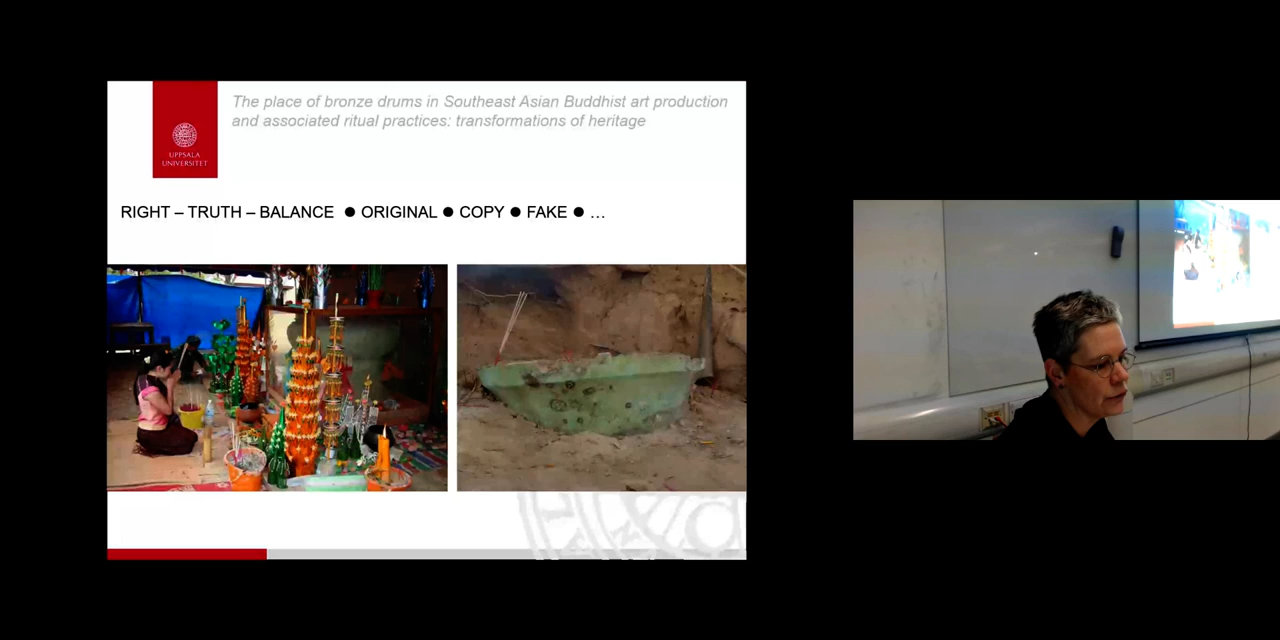 The place of bronze drums in Southeast Asian Buddhist art production
and associated ritual practices: transformations of heritage
UPPSALA
UNIVERSITET
RIGHT – TRUTH – BALANCE ● ORIGINAL ● COPY ● FAKE ● …